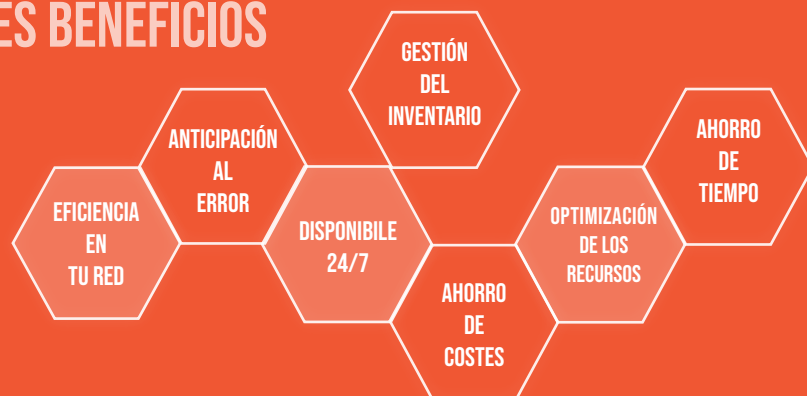 ES BENEFICIOS
GESTIÓN
DEL
INVENTARIO
ANTICIPACIÓN
AL
ERROR
AHORRO
DE
TIEMPO
EFICIENCIA
EN
TU RED
DISPONIBILE
24/7
OPTIMIZACIÓN
DE LOS
RECURSOS
AHORRO
DE
COSTES